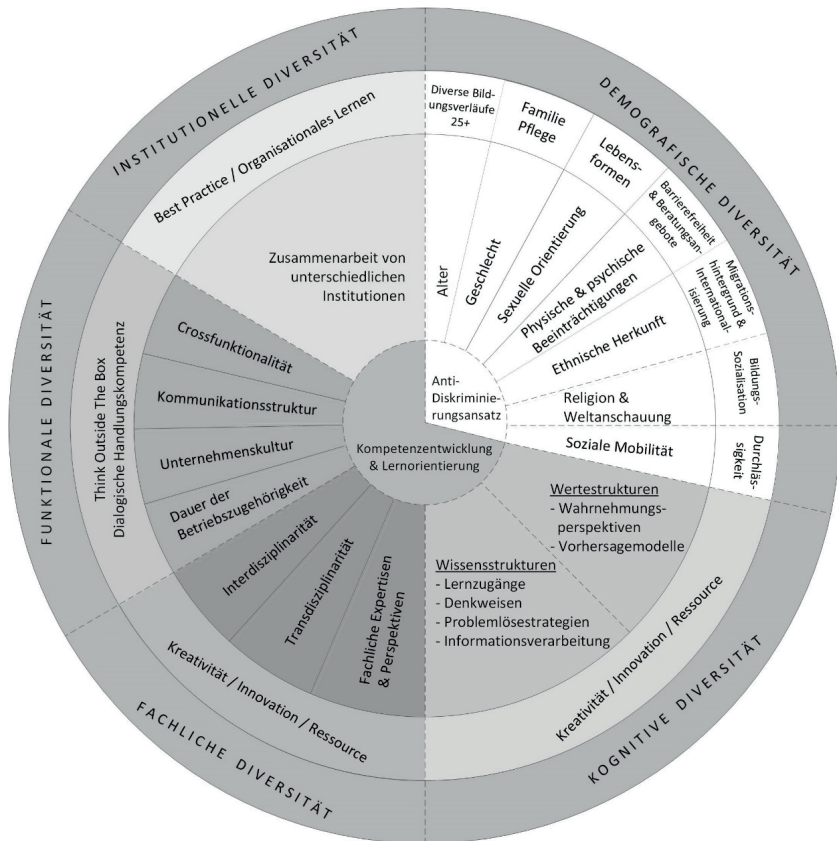 INSTITUTIONELLE DIVERSITÄT
Best Practice / Organisationales Lernen
Zusammenarbeit von
unterschiedlichen
Institutionen
DEMOGRAFISCHE DIVERSITÄT
Diverse Bil-
dungsverläufe
25+
Familie
Pflege
Lebens-
formen
Barrierefreiheit
& Beratungsan
gebote
Migrations-
hintergrund &
International-
isierung
Bildungs-
Sozialisation
Durchläs-
sigkeit
Alter
Geschlecht
Sexuelle Orientierung
Physische & psychische
Beeinträchtigungen
Ethnische Herkunft
Religion &
Weltanschauung
Soziale Mobilität
Anti-
Diskriminie-
rungsansatz
Kompetenzentwicklung
& Lernorientierung
FUNKTIONALE DIVERSITÄT
Think Outside The Box
Dialogische Handlungskompetenz
Crossfunktionalität
Kommunikationsstruktur
Unternehmenskultur
Dauer der
Betriebszugehörigkeit
FACHLICHE DIVERSITÄT
Kreativität / Innovation / Ressource
Interdisziplinarität
Transdisziplinarität
Fachliche Expertisen
& Perspektiven
KOGNITIVE DIVERSITÄT
Kreativität / Innovation / Ressource
Wertestrukturen
- Wahrnehmungs-
perspektiven
- Vorhersagemodelle
Wissensstrukturen
- Lernzugänge
- Denkweisen
- Problemlösestrategien
- Informationsverarbeitung